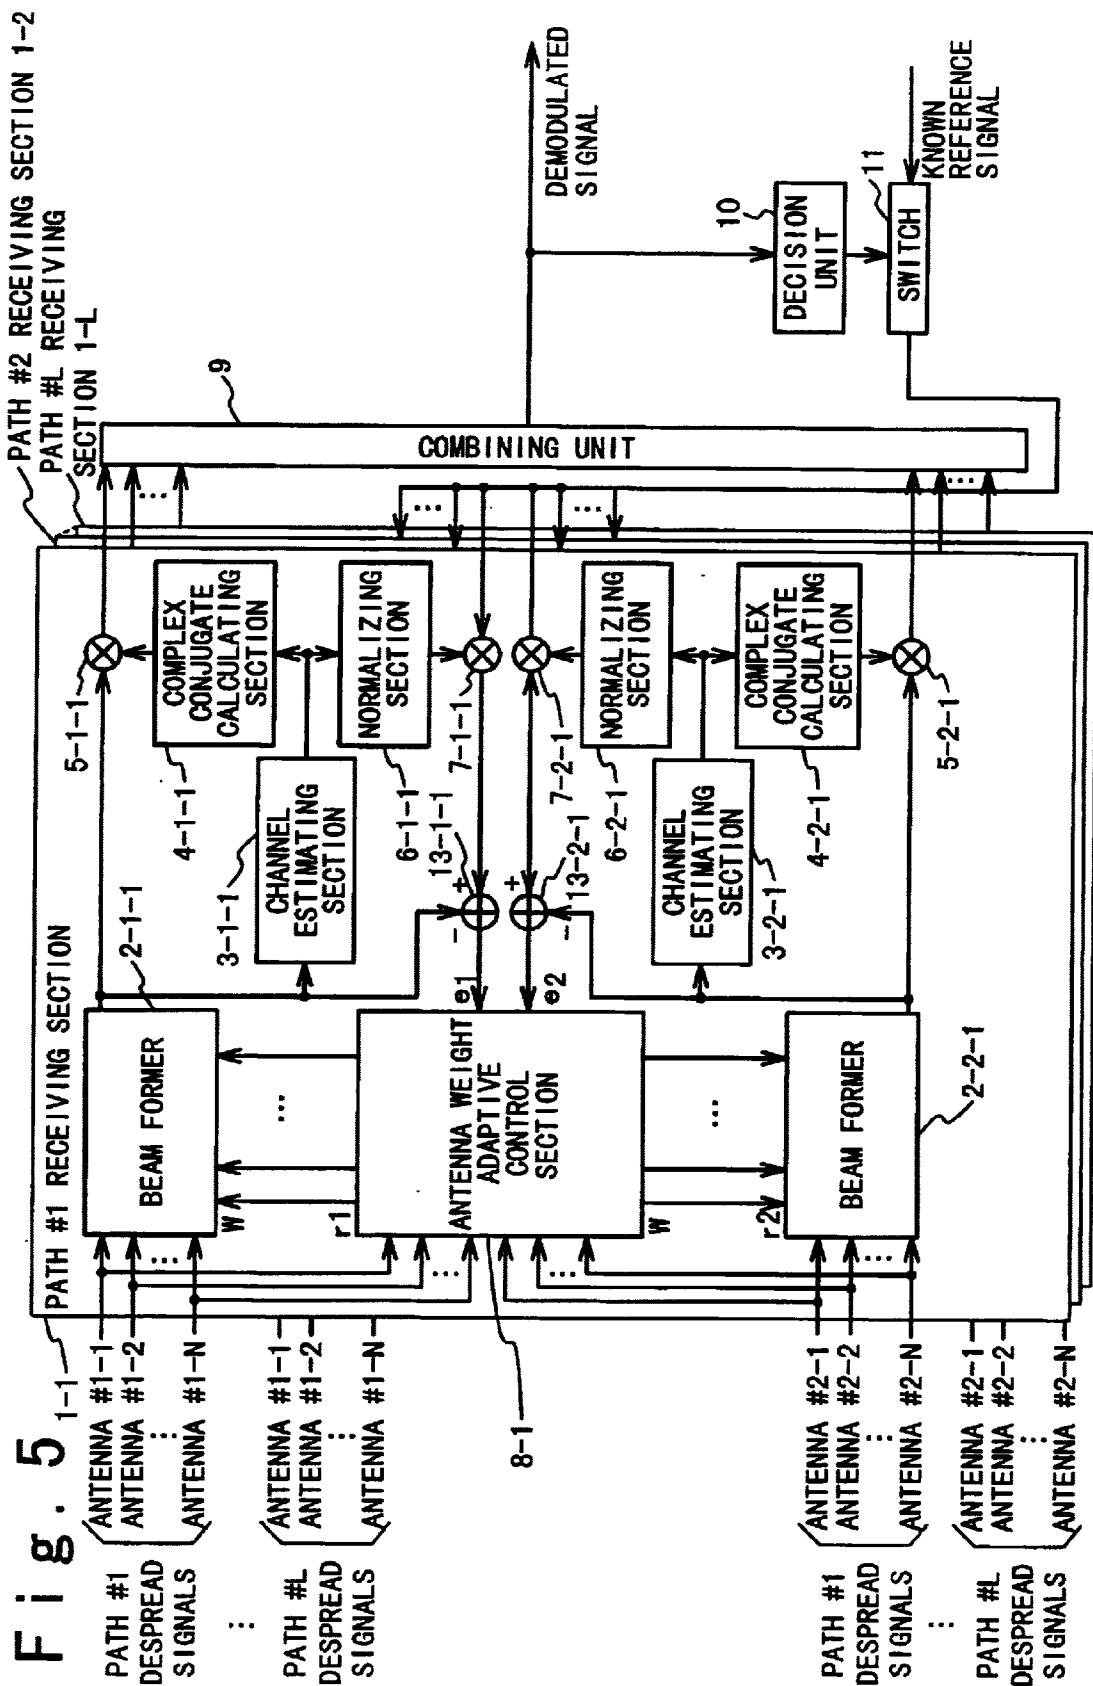 Fig. 5
PATH #1 RECEIVING SECTION
1-1
PATH #2 RECEIVING SECTION 1-2
PATH #L RECEIVING
SECTION 1-L
PATH #1
DESPREAD
SIGNALS
ANTENNA #1-1
ANTENNA #1-2
ANTENNA #1-N
PATH #L
DESPREAD
SIGNALS
ANTENNA #1-1
ANTENNA #1-2
ANTENNA #1-N
PATH #1
DESPREAD
SIGNALS
ANTENNA #2-1
ANTENNA #2-2
ANTENNA #2-N
PATH #L
DESPREAD
SIGNALS
ANTENNA #2-1
ANTENNA #2-2
ANTENNA #2-N
BEAM FORMER
2-1-1
W
r1
ANTENNA WEIGHT
ADAPTIVE
CONTROL
SECTION
8-1
e1
e2
W
r2
BEAM FORMER
2-2-1
CHANNEL
ESTIMATING
SECTION
3-1-1
COMPLEX
CONJUGATE
CALCULATING
SECTION
4-1-1
5-1-1
NORMALIZING
SECTION
6-1-1
7-1-1
13-1-1
+
-
+
-
13-2-1
7-2-1
NORMALIZING
SECTION
6-2-1
CHANNEL
ESTIMATING
SECTION
3-2-1
COMPLEX
CONJUGATE
CALCULATING
SECTION
4-2-1
5-2-1
COMBINING UNIT
9
DEMODULATED
SIGNAL
DECISION
UNIT
10
SWITCH
11
KNOWN
REFERENCE
SIGNAL